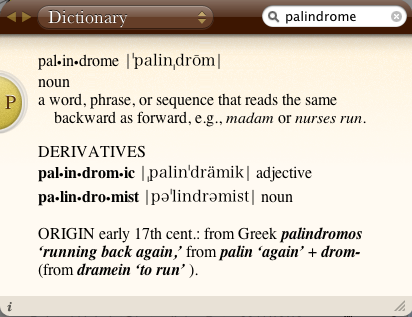 Dictionary
palindrome
pal•in•drome |ˈpalinˌdrōm|
noun
P
a word, phrase, or sequence that reads the same
backward as forward, e.g., madam or nurses run.
DERIVATIVES
pal•in•drom•ic |ˌpalinˈdrämik| adjective
pa•lin•dro•mist |pəˈlindrəmist| noun
ORIGIN early 17th cent.: from Greek palindromos
‘running back again,’ from palin ‘again’ + drom-
(from dramein ‘to run’ ).
i